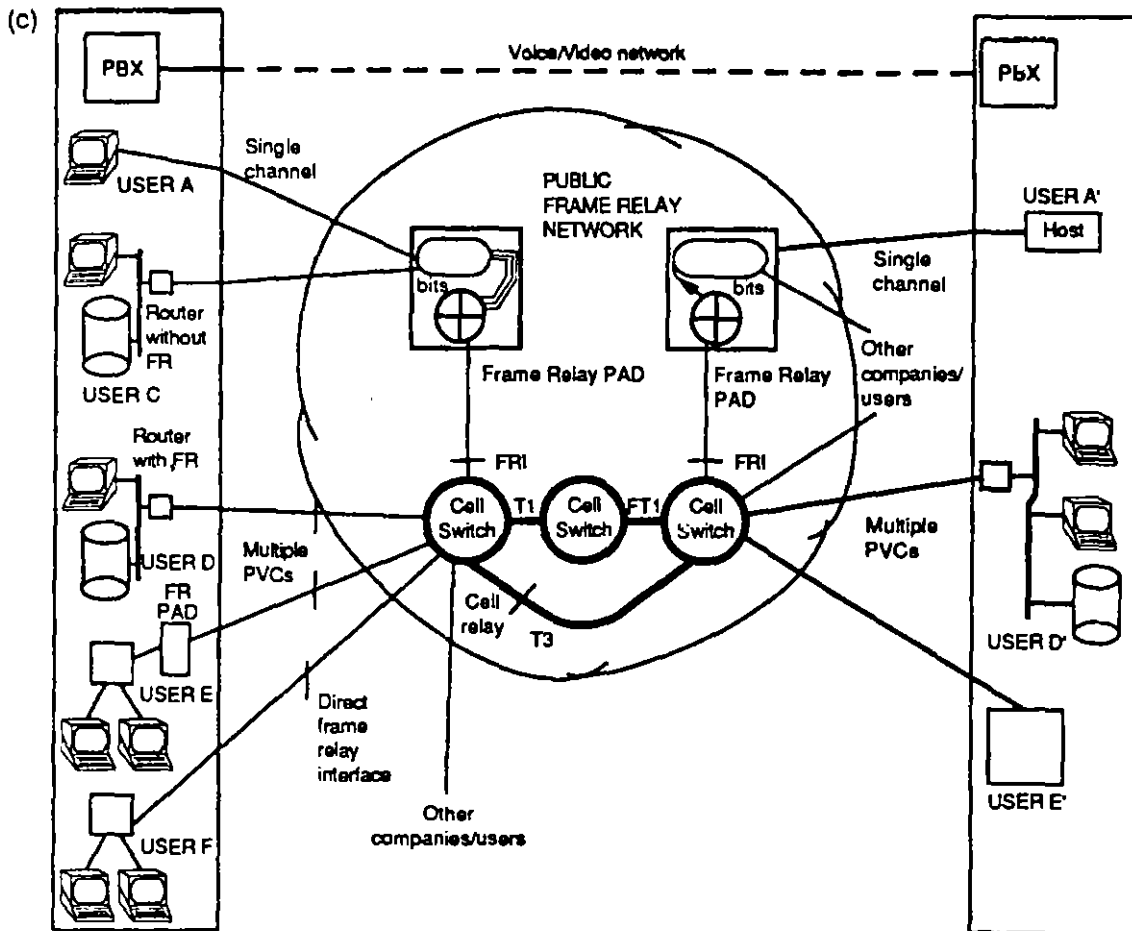 (c)
PBX
Voice/Video network
PBX
USER A
Single
channel
PUBLIC
FRAME RELAY
NETWORK
USER A'
Host
bits
bits
Single
channel
Router
without
FR
USER C
Frame Relay PAD
Frame Relay
PAD
Other
companies/
users
Router
with FR
FRI
FRI
Cell
Switch
T1
Cell
Switch
FT1
Cell
Switch
USER D
Multiple
PVCs
Multiple
PVCs
FR
PAD
Cell
relay
T3
USER D'
USER E
Direct
frame
relay
interface
USER E'
Other
companies/users
USER F